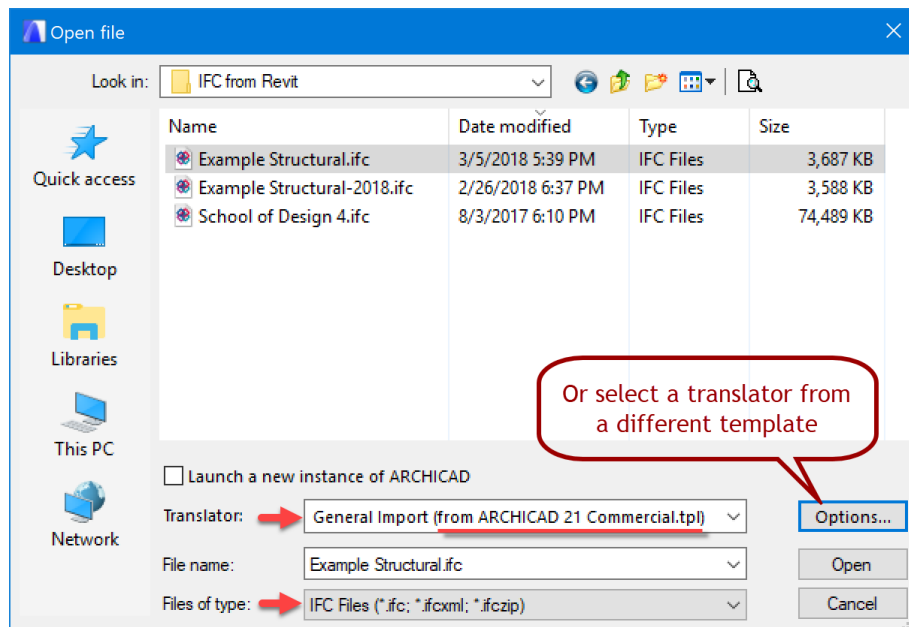 Open file
Look in: IFC from Revit
Name Date modified Type Size
Example Structural.ifc 3/5/2018 5:39 PM IFC Files 3,687 KB
Example Structural-2018.ifc 2/26/2018 6:37 PM IFC Files 3,588 KB
School of Design 4.ifc 8/3/2017 6:10 PM IFC Files 74,489 KB
Quick access
Desktop
Libraries
This PC
Network
Or select a translator from
a different template
Launch a new instance of ARCHICAD
Translator: General Import (from ARCHICAD 21 Commercial.tpl) Options...
File name: Example Structural.ifc Open
Files of type: IFC Files (*.ifc; *.ifcxml; *.ifczip) Cancel